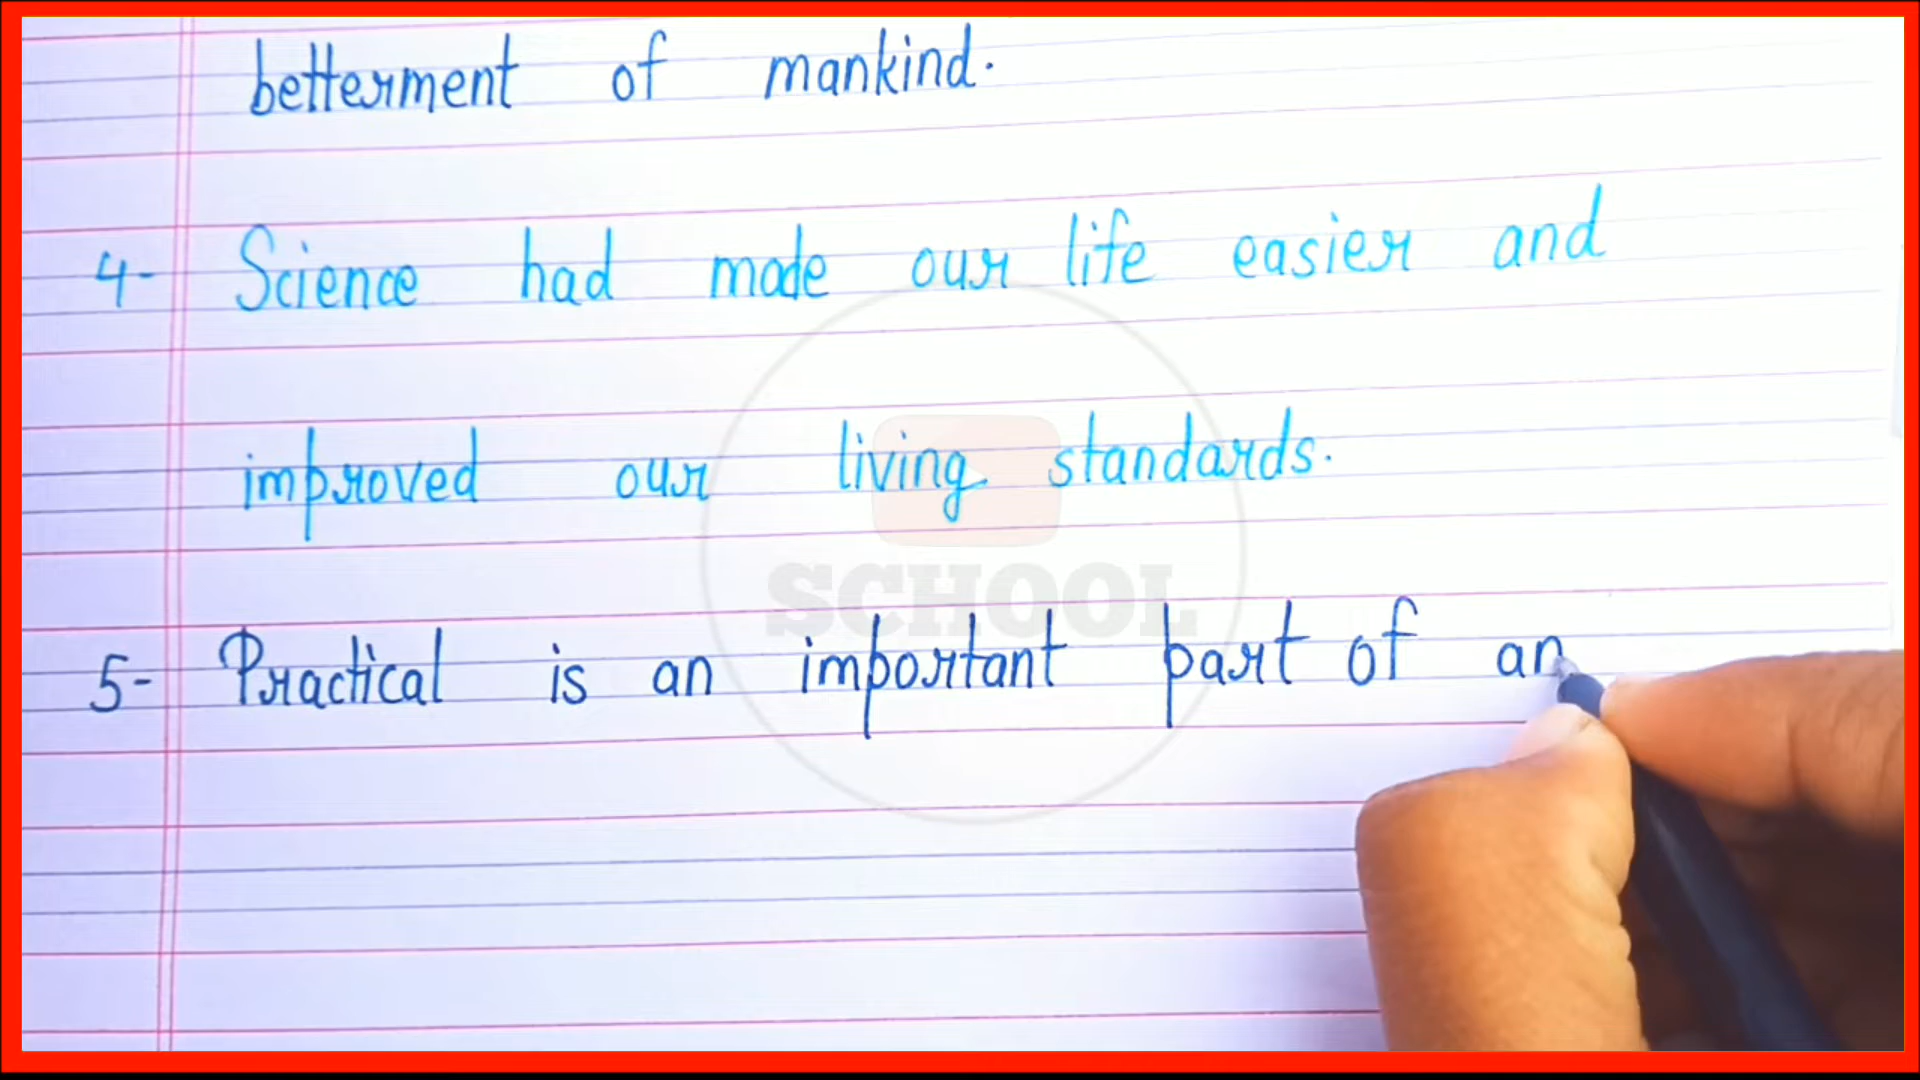 betterment of mankind.
4- Science had made our life easier and
improved our living standards.
SCHOOL
5- Practical is an important part of an